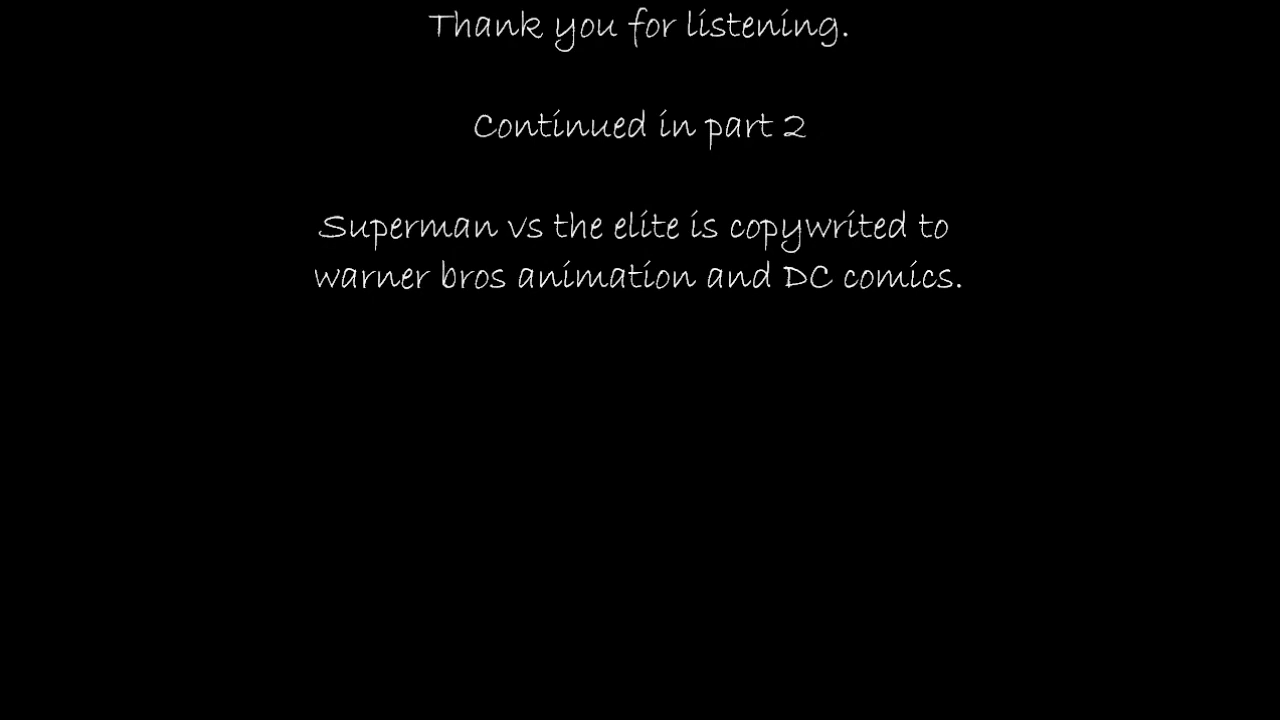 Thank you for listening.
Continued in part 2
Superman vs the elite is copywrited to
warner bros animation and DC comics.